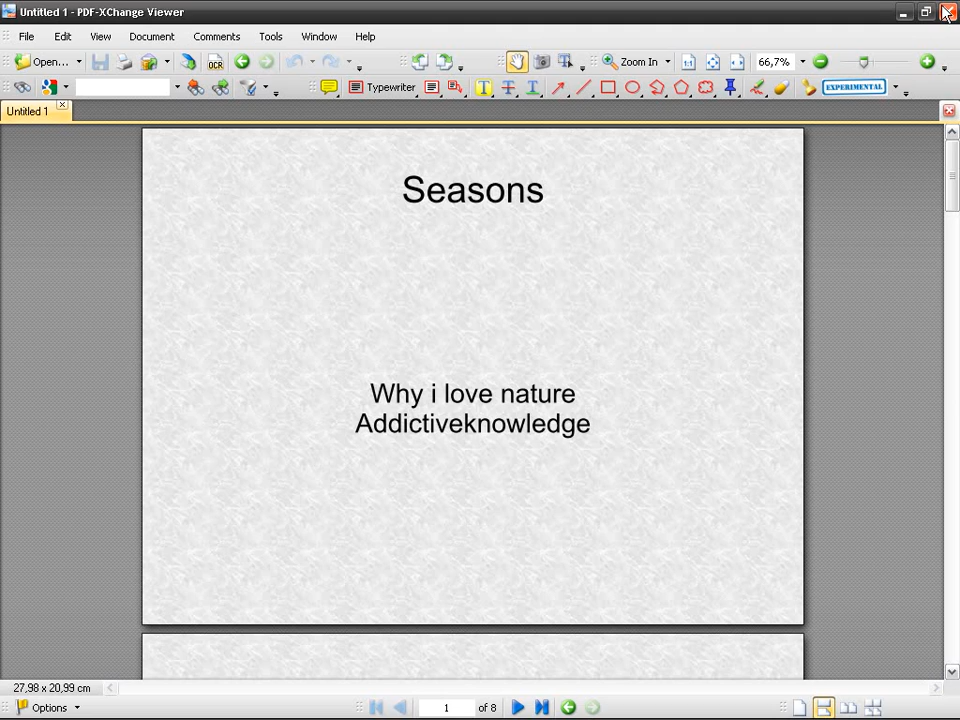 Untitled 1 - PDF-XChange Viewer
File Edit View Document Comments Tools Window Help
Open... OCR Zoom In 66,7%
Typewriter T T T EXPERIMENTAL
Untitled 1
Seasons
Why i love nature
Addictiveknowledge
27,98 x 20,99 cm
Options 1 of 8